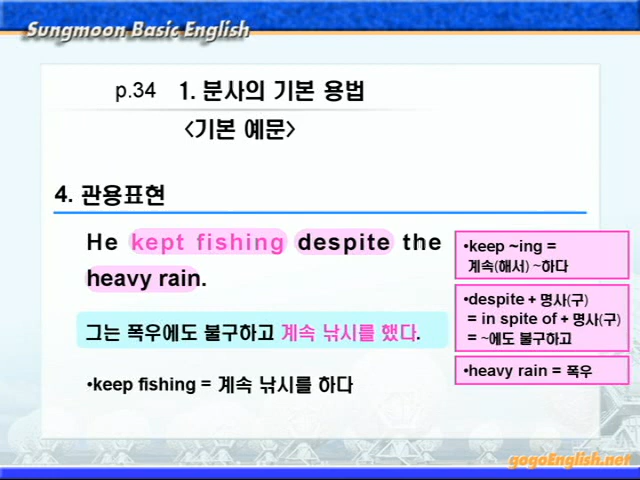 Sungmoon Basic English
p.34 1. 분사의 기본 용법
<기본 예문>
4. 관용표현
He kept fishing despite the
heavy rain.
그는 폭우에도 불구하고 계속 낚시를 했다.
•keep fishing = 계속 낚시를 하다
•keep ~ing =
계속(해서) ~하다
•despite + 명사(구)
= in spite of + 명사(구)
= ~에도 불구하고
•heavy rain = 폭우
gogoEnglish.net